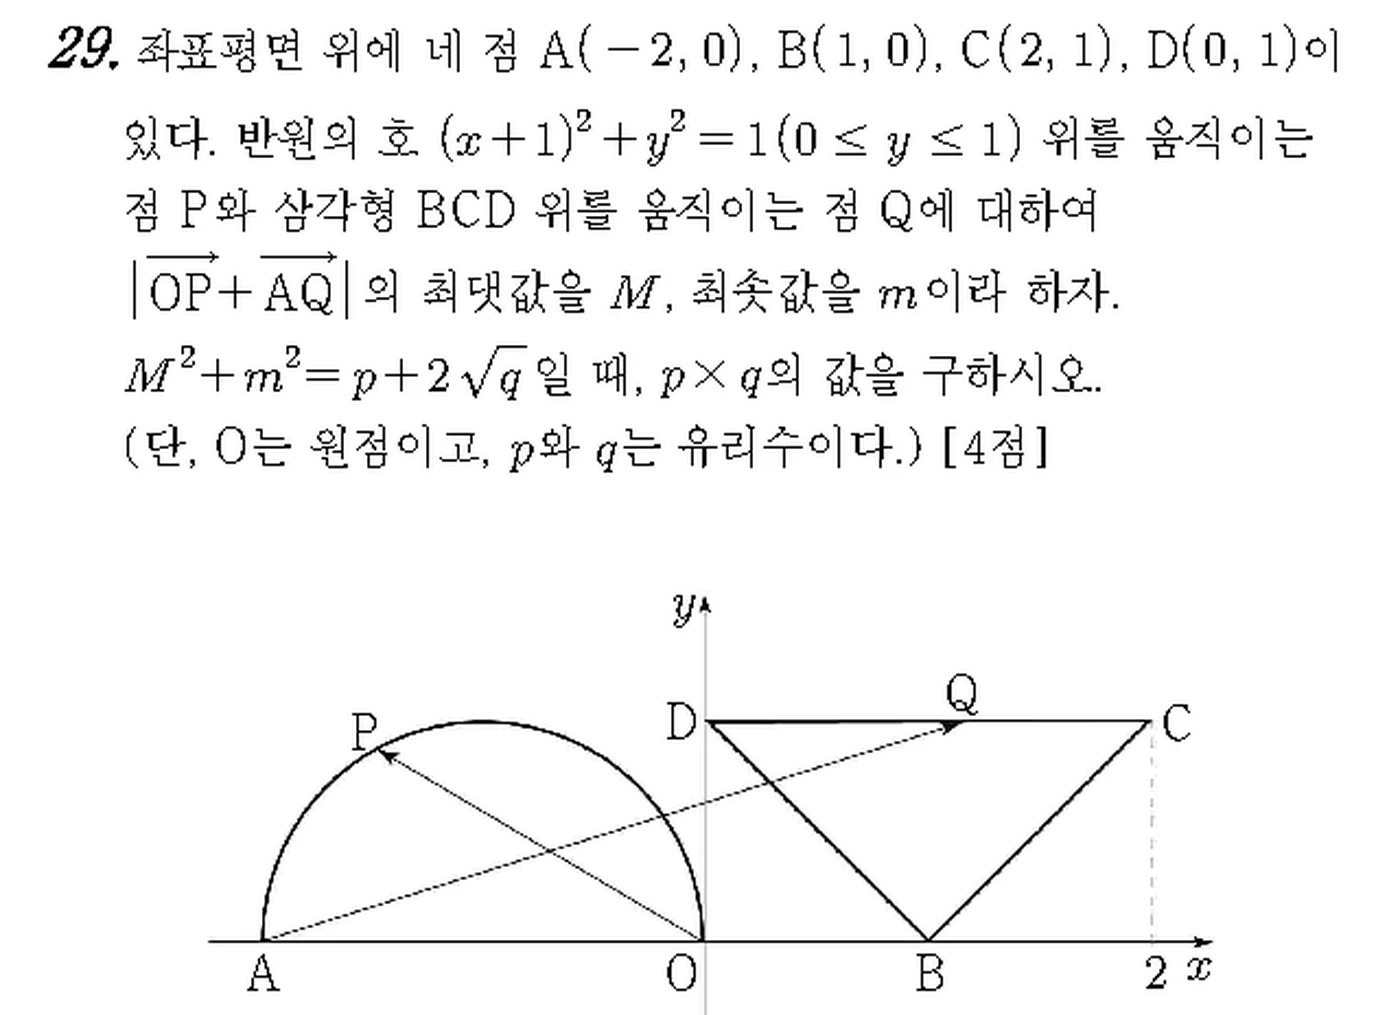 29. 좌표평면 위에 네 점 A(−2, 0), B(1, 0), C(2, 1), D(0, 1)이
있다. 반원의 호 (x+1)²+y²=1(0 ≤ y ≤ 1) 위를 움직이는
점 P와 삼각형 BCD 위를 움직이는 점 Q에 대하여
|\overrightarrow{OP}+\overrightarrow{AQ}|의 최댓값을 M, 최솟값을 m이라 하자.
M²+m²=p+2√q일 때, p×q의 값을 구하시오.
(단, O는 원점이고, p와 q는 유리수이다.) [4점]
y
Q
P D C
A O B 2 x